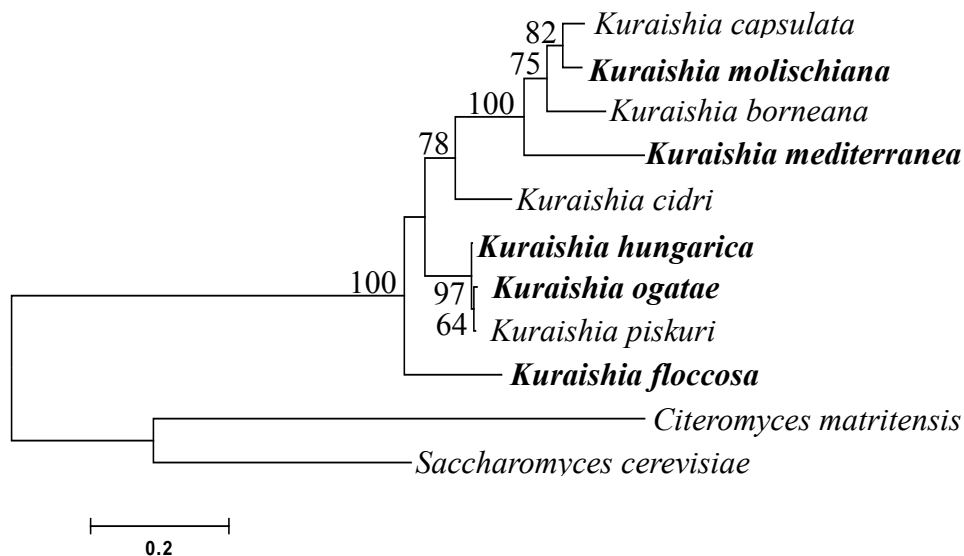 82
Kuraishia capsulata
75
Kuraishia molischiana
100
Kuraishia borneana
78
Kuraishia mediterranea
Kuraishia cidri
Kuraishia hungarica
100
97
Kuraishia ogatae
64
Kuraishia piskuri
Kuraishia floccosa
Citeromyces matritensis
Saccharomyces cerevisiae
0.2